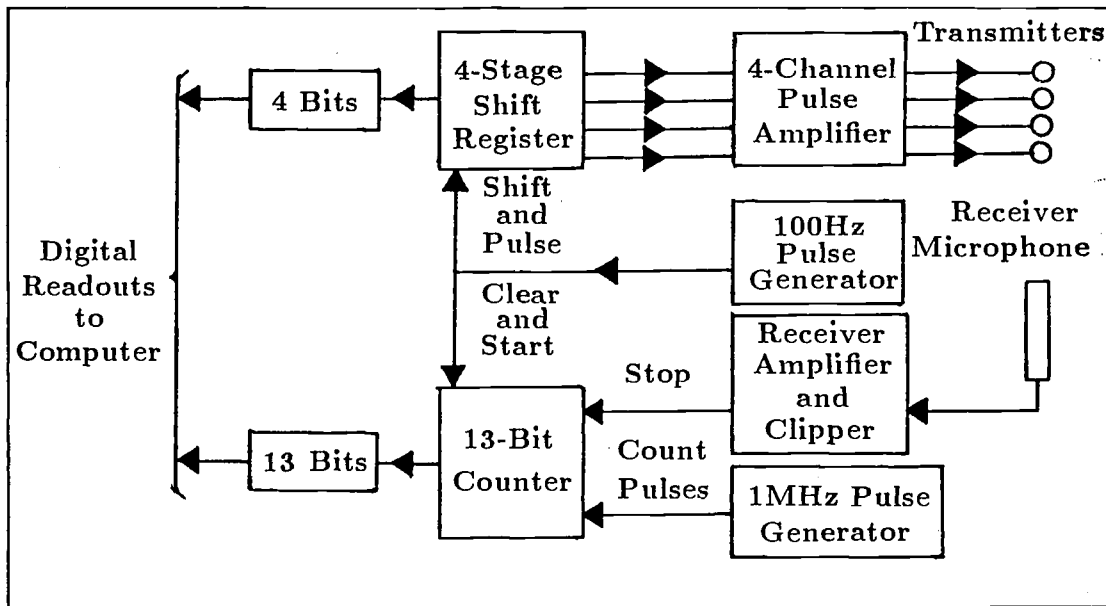 Transmitters
4-Stage
Shift
Register
4-Channel
Pulse
Amplifier
4 Bits
Shift
and
Pulse
100Hz
Pulse
Generator
Receiver
Microphone
Digital
Readouts
to
Computer
Clear
and
Start
Receiver
Amplifier
and
Clipper
Stop
13 Bits
13-Bit
Counter
Count
Pulses
1MHz Pulse
Generator